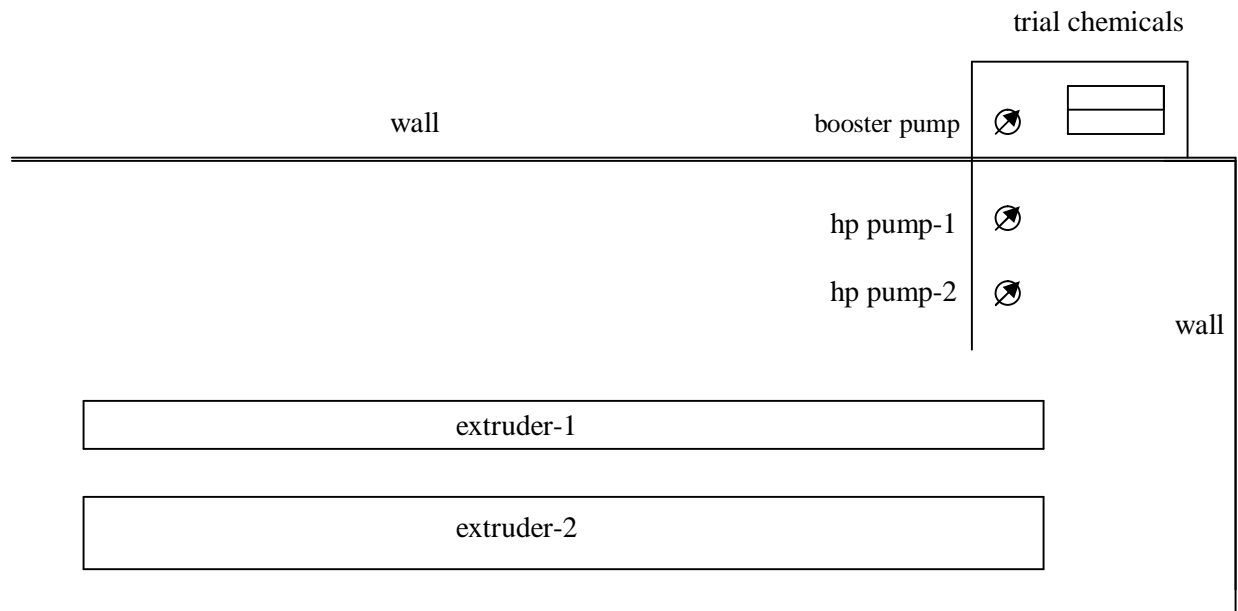 trial chemicals
wall
booster pump
hp pump-1
hp pump-2
wall
extruder-1
extruder-2